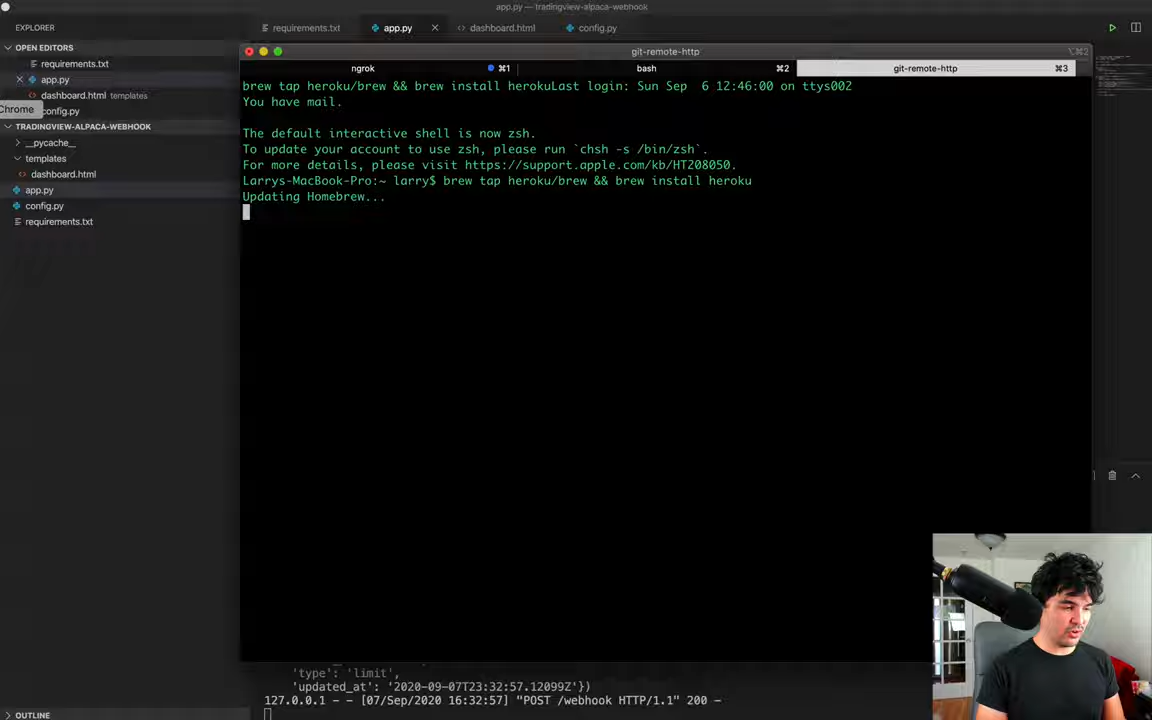 app.py — tradingview-alpaca-webhook
EXPLORER
requirements.txt
app.py
dashboard.html
config.py
OPEN EDITORS
requirements.txt
app.py
dashboard.html templates
Chrome
config.py
TRADINGVIEW-ALPACA-WEBHOOK
__pycache__
templates
dashboard.html
app.py
config.py
requirements.txt
git-remote-http
⌥⌘2
ngrok
⌘1
bash
⌘2
git-remote-http
⌘3
brew tap heroku/brew && brew install herokuLast login: Sun Sep  6 12:46:00 on ttys002
You have mail.
The default interactive shell is now zsh.
To update your account to use zsh, please run `chsh -s /bin/zsh`.
For more details, please visit https://support.apple.com/kb/HT208050.
Larrys-MacBook-Pro:~ larry$ brew tap heroku/brew && brew install heroku
Updating Homebrew...
'type': 'limit',
'updated_at': '2020-09-07T23:32:57.12099Z'})
127.0.0.1 - - [07/Sep/2020 16:32:57] "POST /webhook HTTP/1.1" 200 -
OUTLINE